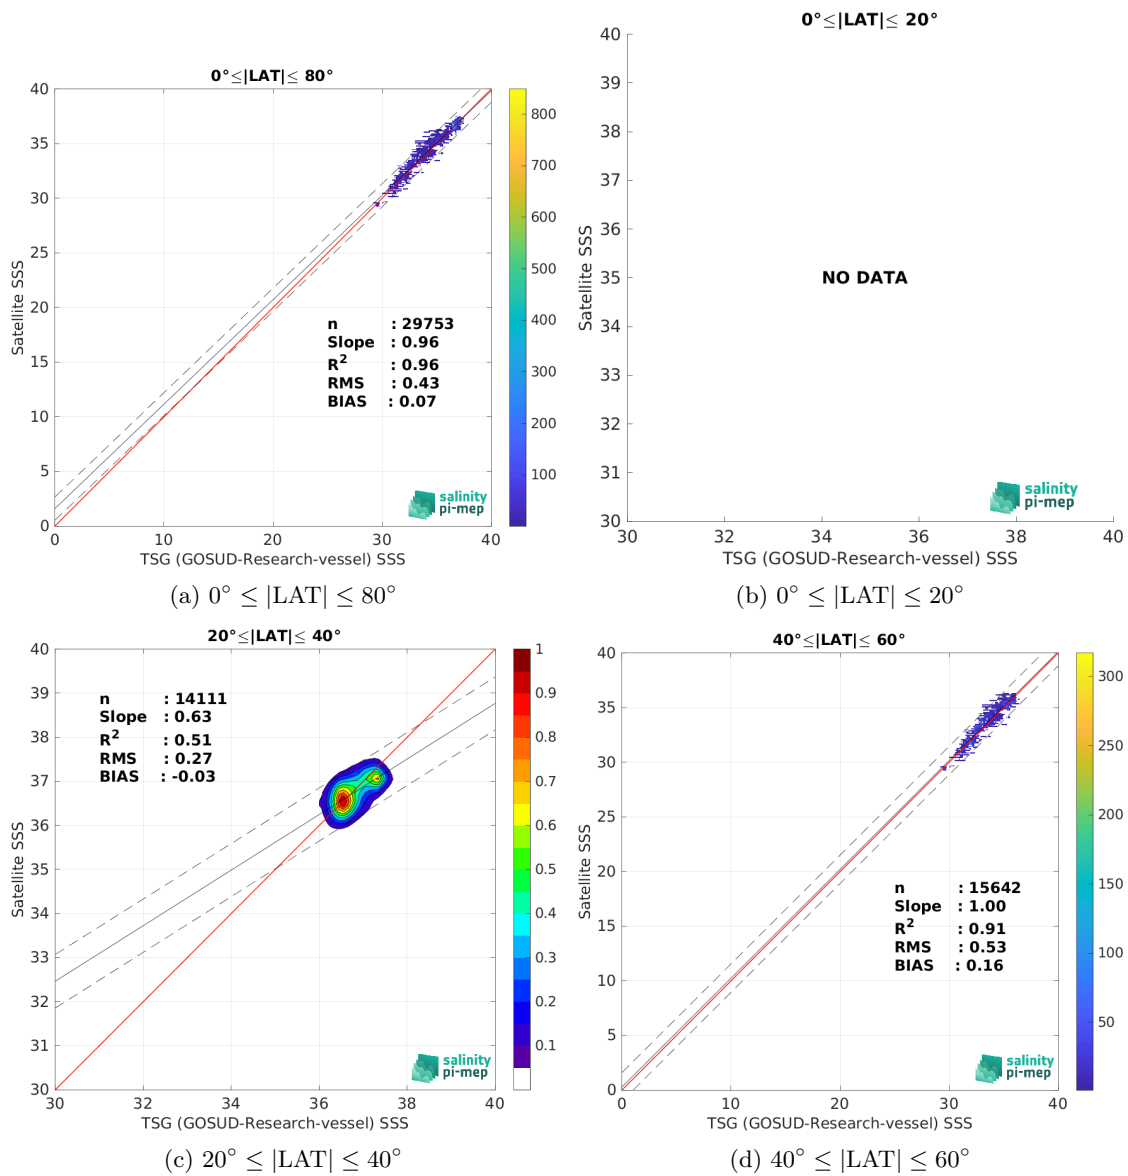 0°≤|LAT|≤ 80°
40
35
30
25
20
15
10
5
0
Satellite SSS
n : 29753
Slope : 0.96
R² : 0.96
RMS : 0.43
BIAS : 0.07
salinity
pi-mep
0 10 20 30 40
TSG (GOSUD-Research-vessel) SSS
800
700
600
500
400
300
200
100
(a) 0° ≤ |LAT| ≤ 80°
0°≤|LAT|≤ 20°
40
39
38
37
36
35
34
33
32
31
30
Satellite SSS
NO DATA
salinity
pi-mep
30 32 34 36 38 40
TSG (GOSUD-Research-vessel) SSS
(b) 0° ≤ |LAT| ≤ 20°
20°≤|LAT|≤ 40°
40
39
38
37
36
35
34
33
32
31
30
Satellite SSS
n : 14111
Slope : 0.63
R² : 0.51
RMS : 0.27
BIAS : -0.03
salinity
pi-mep
30 32 34 36 38 40
TSG (GOSUD-Research-vessel) SSS
1
0.9
0.8
0.7
0.6
0.5
0.4
0.3
0.2
0.1
(c) 20° ≤ |LAT| ≤ 40°
40°≤|LAT|≤ 60°
40
35
30
25
20
15
10
5
0
Satellite SSS
n : 15642
Slope : 1.00
R² : 0.91
RMS : 0.53
BIAS : 0.16
salinity
pi-mep
0 10 20 30 40
TSG (GOSUD-Research-vessel) SSS
300
250
200
150
100
50
(d) 40° ≤ |LAT| ≤ 60°